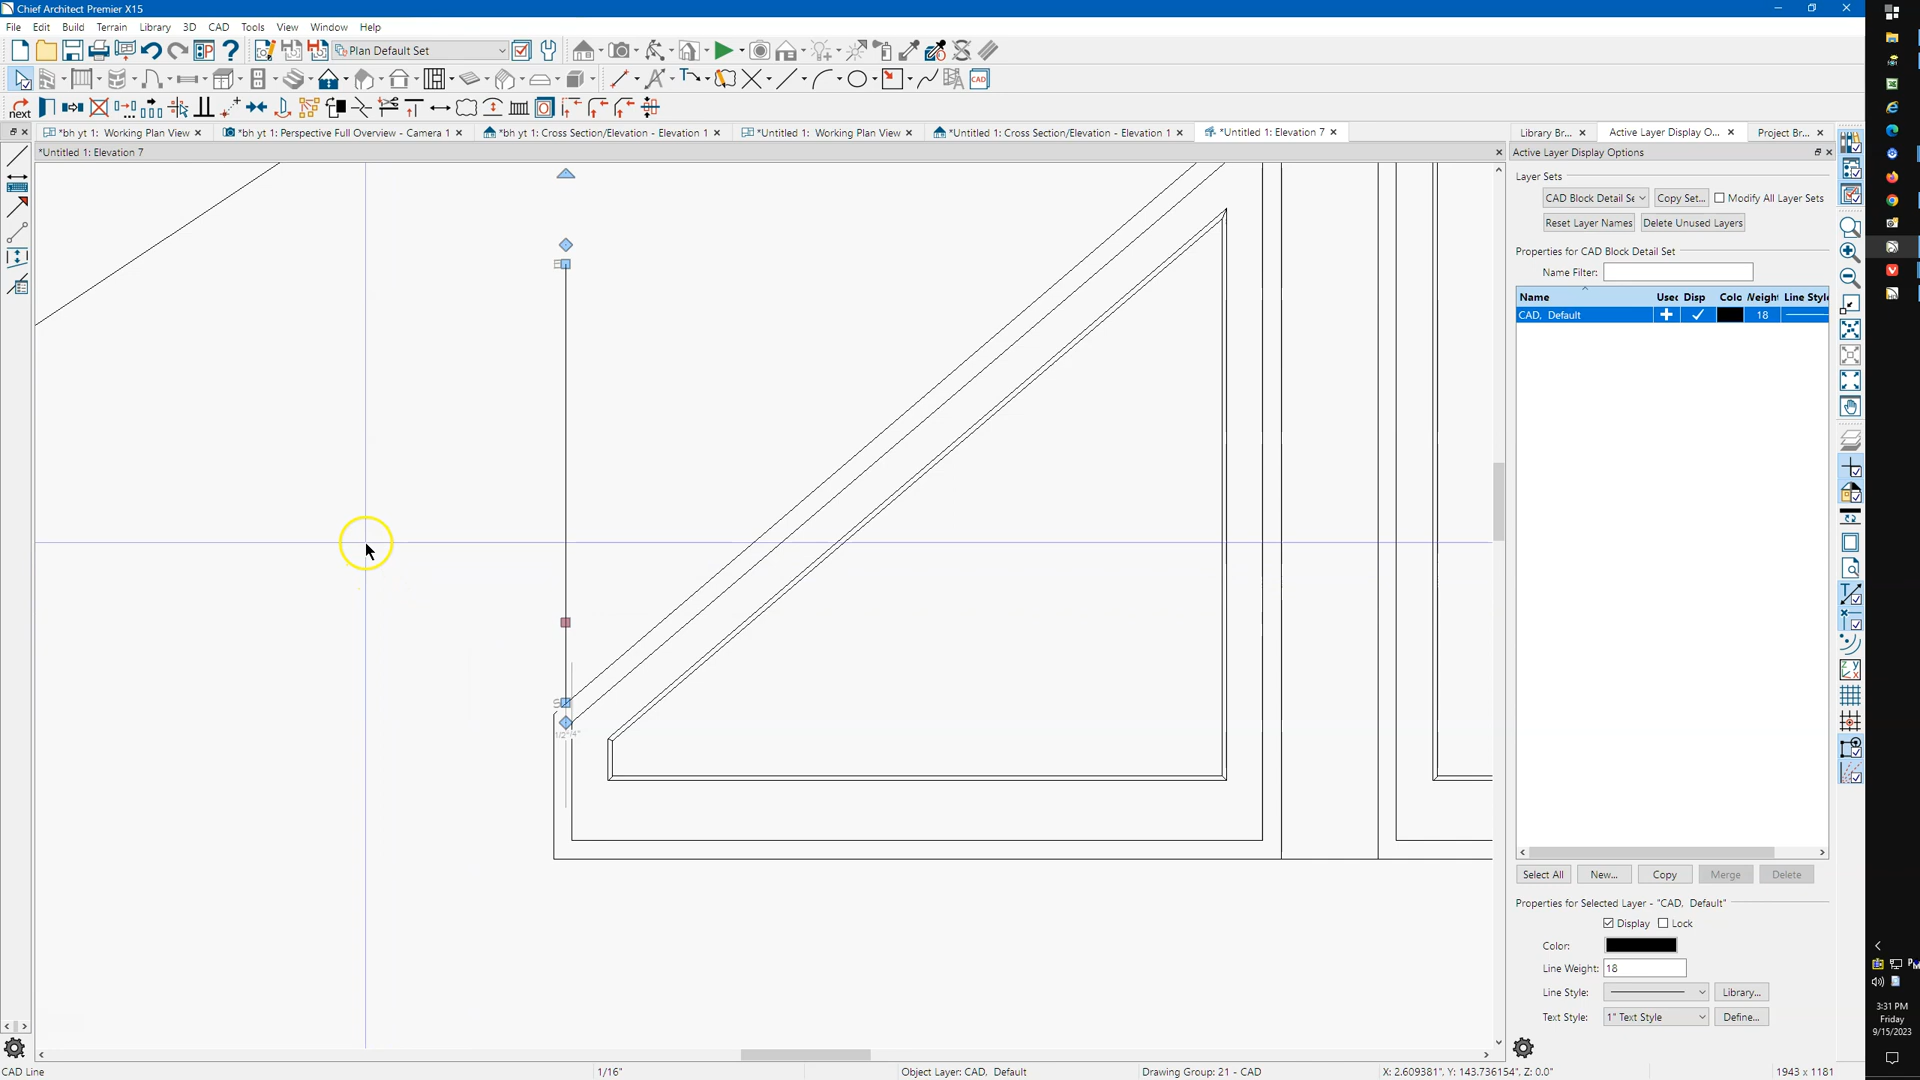 Chief Architect Premier X15
File Edit Build Terrain Library 3D CAD Tools View Window Help
Plan Default Set
CAD
next
*bh yt 1: Working Plan View
*bh yt 1: Perspective Full Overview - Camera 1
*bh yt 1: Cross Section/Elevation - Elevation 1
*Untitled 1: Working Plan View
*Untitled 1: Cross Section/Elevation - Elevation 1
*Untitled 1: Elevation 7
Library Br...
Active Layer Display O...
Project Br...
*Untitled 1: Elevation 7
Active Layer Display Options
Layer Sets
CAD Block Detail Se
Copy Set...
Modify All Layer Sets
Reset Layer Names
Delete Unused Layers
Properties for CAD Block Detail Set
Name Filter:
Name Usec Disp Colc Weight Line Style
CAD, Default 18
Select All New... Copy Merge Delete
Properties for Selected Layer - "CAD, Default"
Display Lock
Color:
Line Weight: 18
Line Style: Library...
Text Style: 1" Text Style Define...
3:31 PM
Friday
9/15/2023
CAD Line
1/16"
Object Layer: CAD, Default
Drawing Group: 21 - CAD
X: 2.609381", Y: 143.736154", Z: 0.0"
1943 x 1181